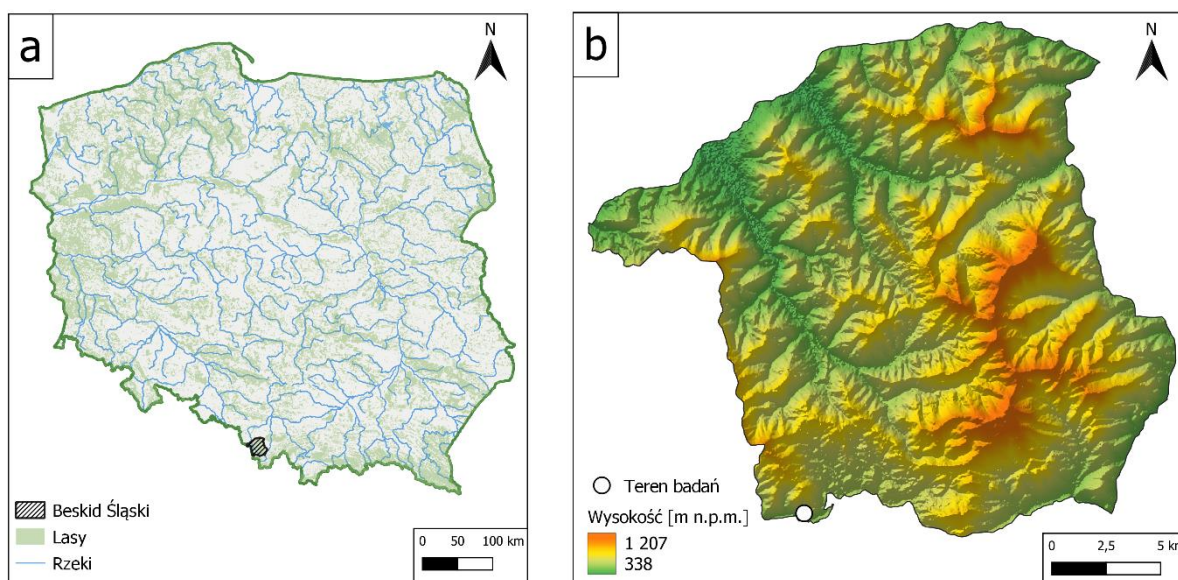 a
N
Beskid Śląski
Lasy
Rzeki
0 50 100 km
b
N
Teren badań
Wysokość [m n.p.m.]
1 207
338
0 2,5 5 km